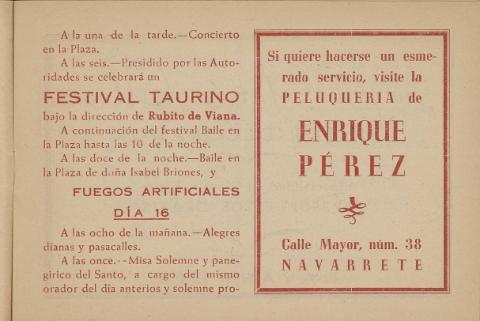 A la una de la tarde.—Concierto
en la Plaza.
A las seis.—Presidido por las Auto-
ridades se celebrará un
FESTIVAL TAURINO
bajo la dirección de Rubito de Viana.
A continuación del festival Baile en
la Plaza hasta las 10 de la noche.
A las doce de la noche.—Baile en
la Plaza de doña Isabel Briones, y
FUEGOS ARTIFICIALES
DÍA 16
A las ocho de la mañana.—Alegres
dianas y pasacalles.
A las once.—Misa Solemne y pane-
gírico del Santo, a cargo del mismo
orador del día anterios y solemne pro-
Si quiere hacerse un esme-
rado servicio, visite la
PELUQUERIA de
ENRIQUE
PÉREZ
Calle Mayor, núm. 38
NAVARRETE